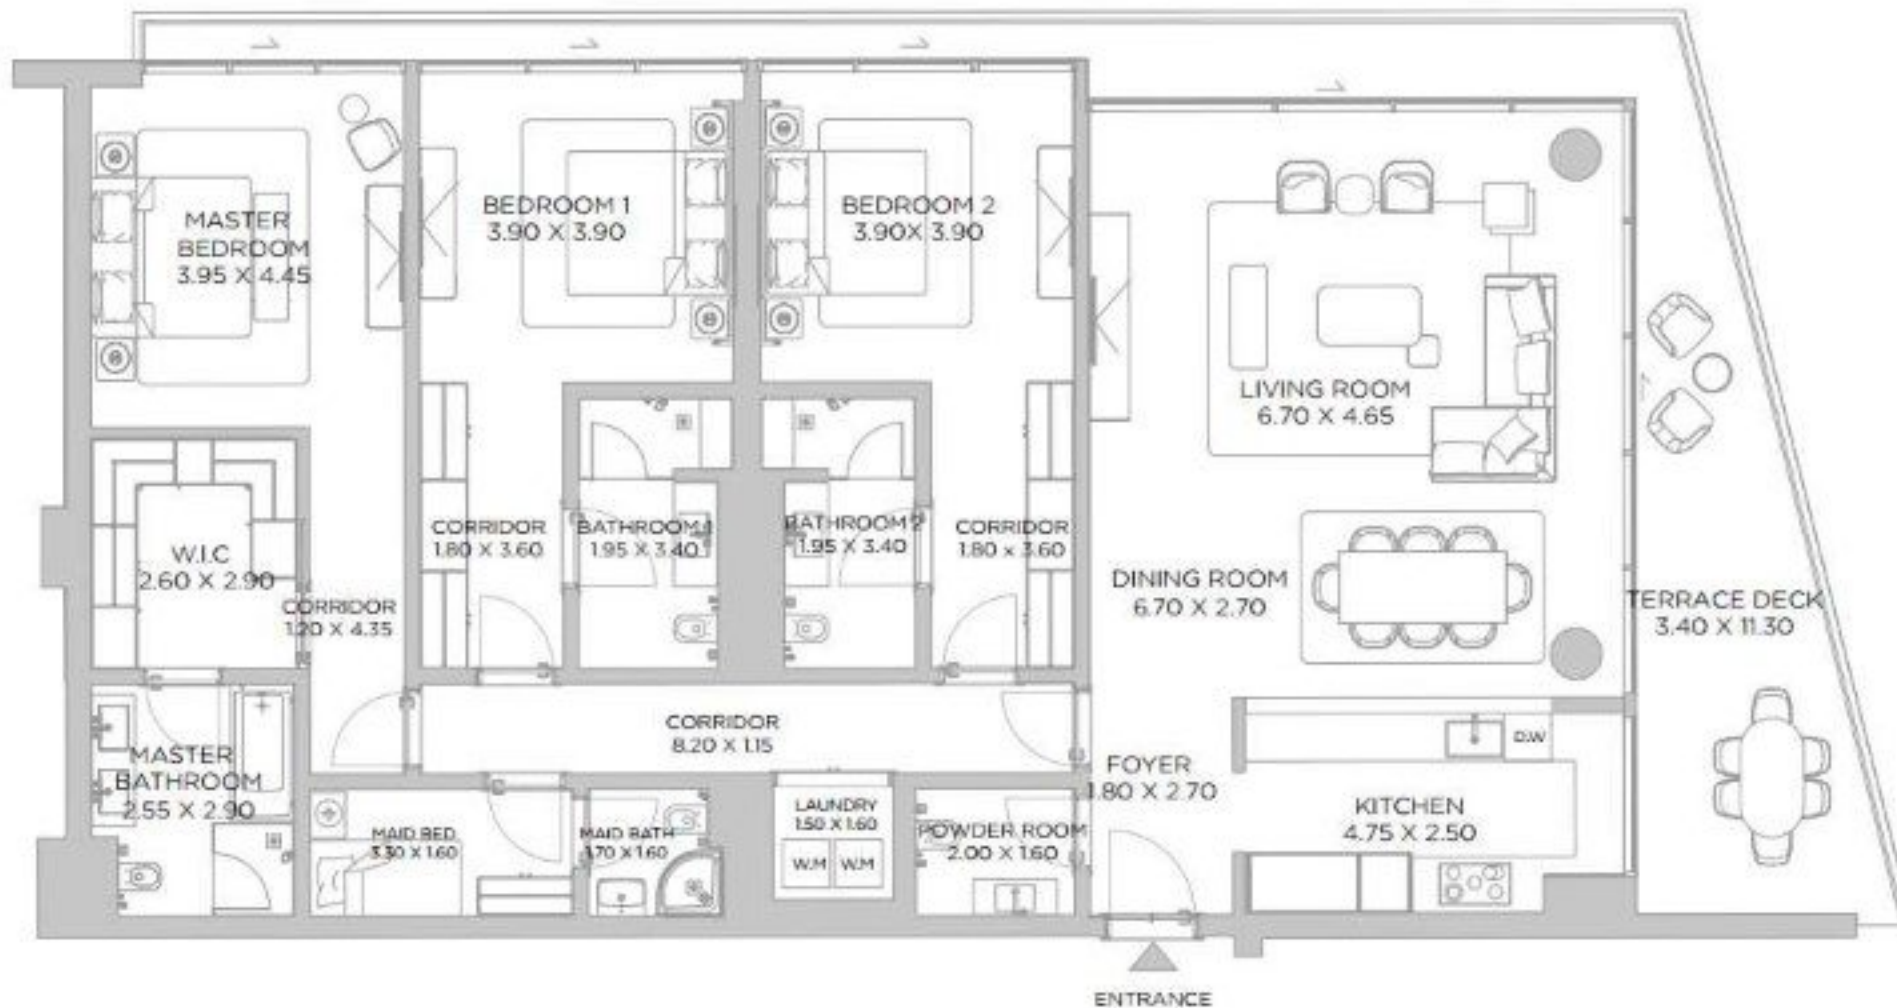 MASTER
BEDROOM
3.95 X 4.45
BEDROOM 1
3.90 X 3.90
BEDROOM 2
3.90X 3.90
LIVING ROOM
6.70 X 4.65
W.I.C
2.60 X 2.90
CORRIDOR
1.20 X 4.35
CORRIDOR
1.80 X 3.60
BATHROOM 1
1.95 X 3.40
BATHROOM 2
1.95 X 3.40
CORRIDOR
1.80 x 3.60
DINING ROOM
6.70 X 2.70
TERRACE DECK
3.40 X 11.30
MASTER
BATHROOM
2.55 X 2.90
CORRIDOR
8.20 X 1.15
FOYER
1.80 X 2.70
D.W
KITCHEN
4.75 X 2.50
MAID BED
3.30 X 1.60
MAID BATH
1.70 X 1.60
LAUNDRY
1.50 X 1.60
W.M
W.M
POWDER ROOM
2.00 X 1.60
ENTRANCE